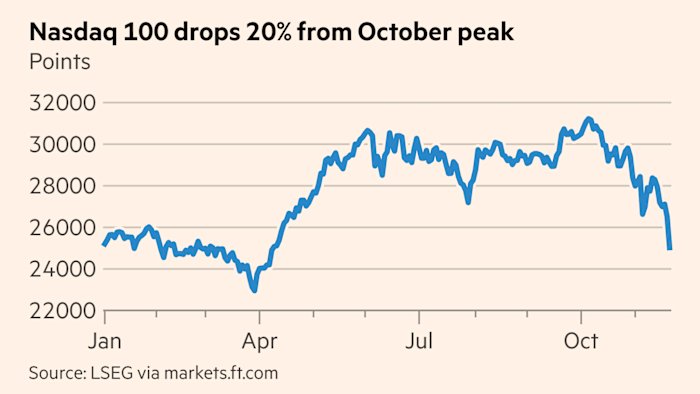 Nasdaq 100 drops 20% from October peak
Points
32000
30000
28000
26000
24000
22000
Jan Apr Jul Oct
Source: LSEG via markets.ft.com